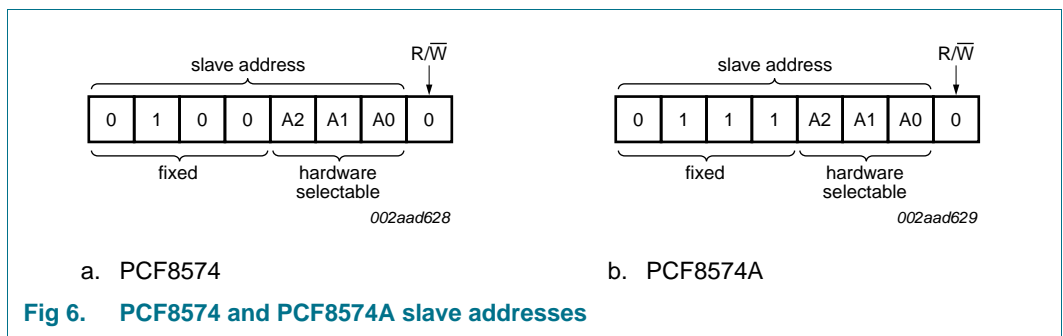 R/W̅
slave address
0 1 0 0 A2 A1 A0 0
fixed
hardware
selectable
002aad628
a. PCF8574
R/W̅
slave address
0 1 1 1 A2 A1 A0 0
fixed
hardware
selectable
002aad629
b. PCF8574A
Fig 6. PCF8574 and PCF8574A slave addresses